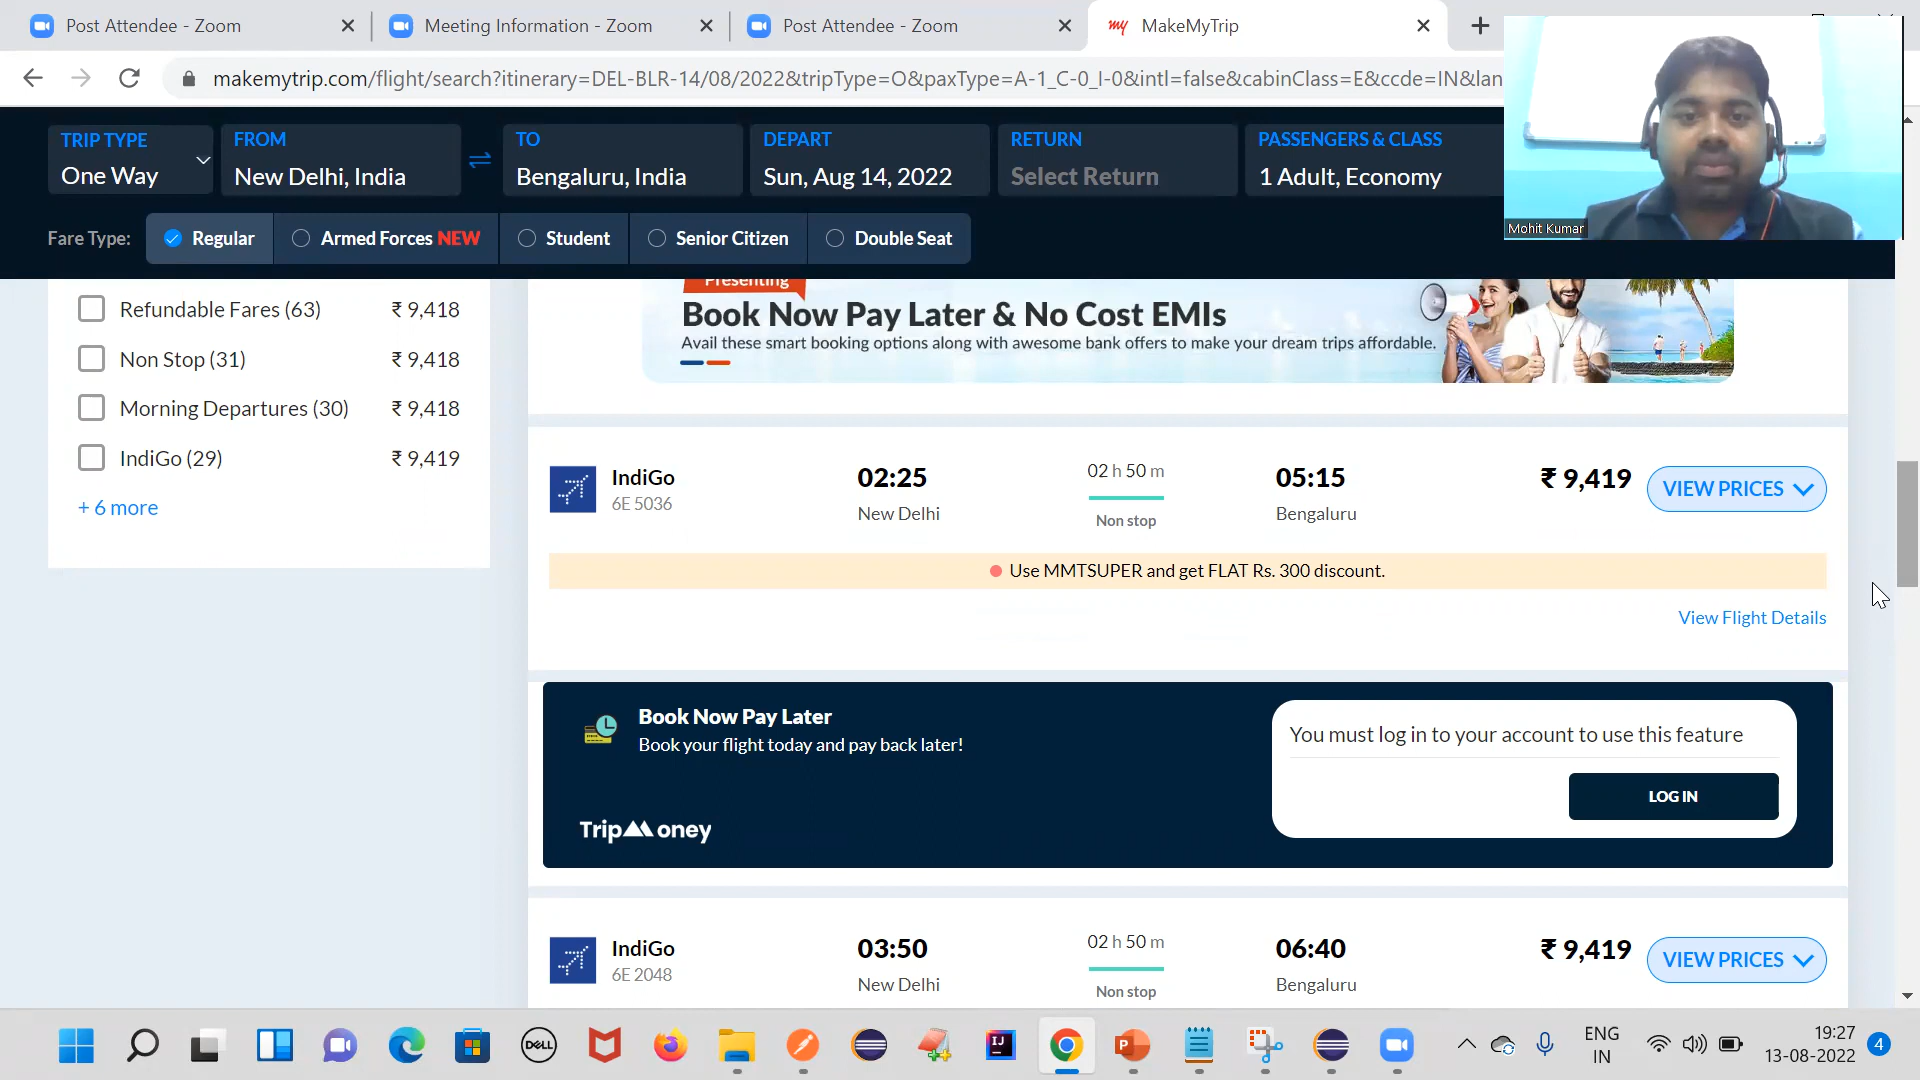 Post Attendee - Zoom
Meeting Information - Zoom
Post Attendee - Zoom
my MakeMyTrip
makemytrip.com/flight/search?itinerary=DEL-BLR-14/08/2022&tripType=O&paxType=A-1_C-0_I-0&intl=false&cabinClass=E&ccde=IN&lan
TRIP TYPE
One Way
FROM
New Delhi, India
TO
Bengaluru, India
DEPART
Sun, Aug 14, 2022
RETURN
Select Return
PASSENGERS & CLASS
1 Adult, Economy
Mohit Kumar
Fare Type:
Regular
Armed Forces NEW
Student
Senior Citizen
Double Seat
Refundable Fares (63) ₹ 9,418
Non Stop (31) ₹ 9,418
Morning Departures (30) ₹ 9,418
IndiGo (29) ₹ 9,419
+ 6 more
Presenting
Book Now Pay Later & No Cost EMIs
Avail these smart booking options along with awesome bank offers to make your dream trips affordable.
IndiGo
6E 5036
02:25
New Delhi
02 h 50 m
Non stop
05:15
Bengaluru
₹ 9,419
VIEW PRICES
Use MMTSUPER and get FLAT Rs. 300 discount.
View Flight Details
Book Now Pay Later
Book your flight today and pay back later!
TripMoney
You must log in to your account to use this feature
LOG IN
IndiGo
6E 2048
03:50
New Delhi
02 h 50 m
Non stop
06:40
Bengaluru
₹ 9,419
VIEW PRICES
DELL
IJ
P
ENG
IN
19:27
13-08-2022
4